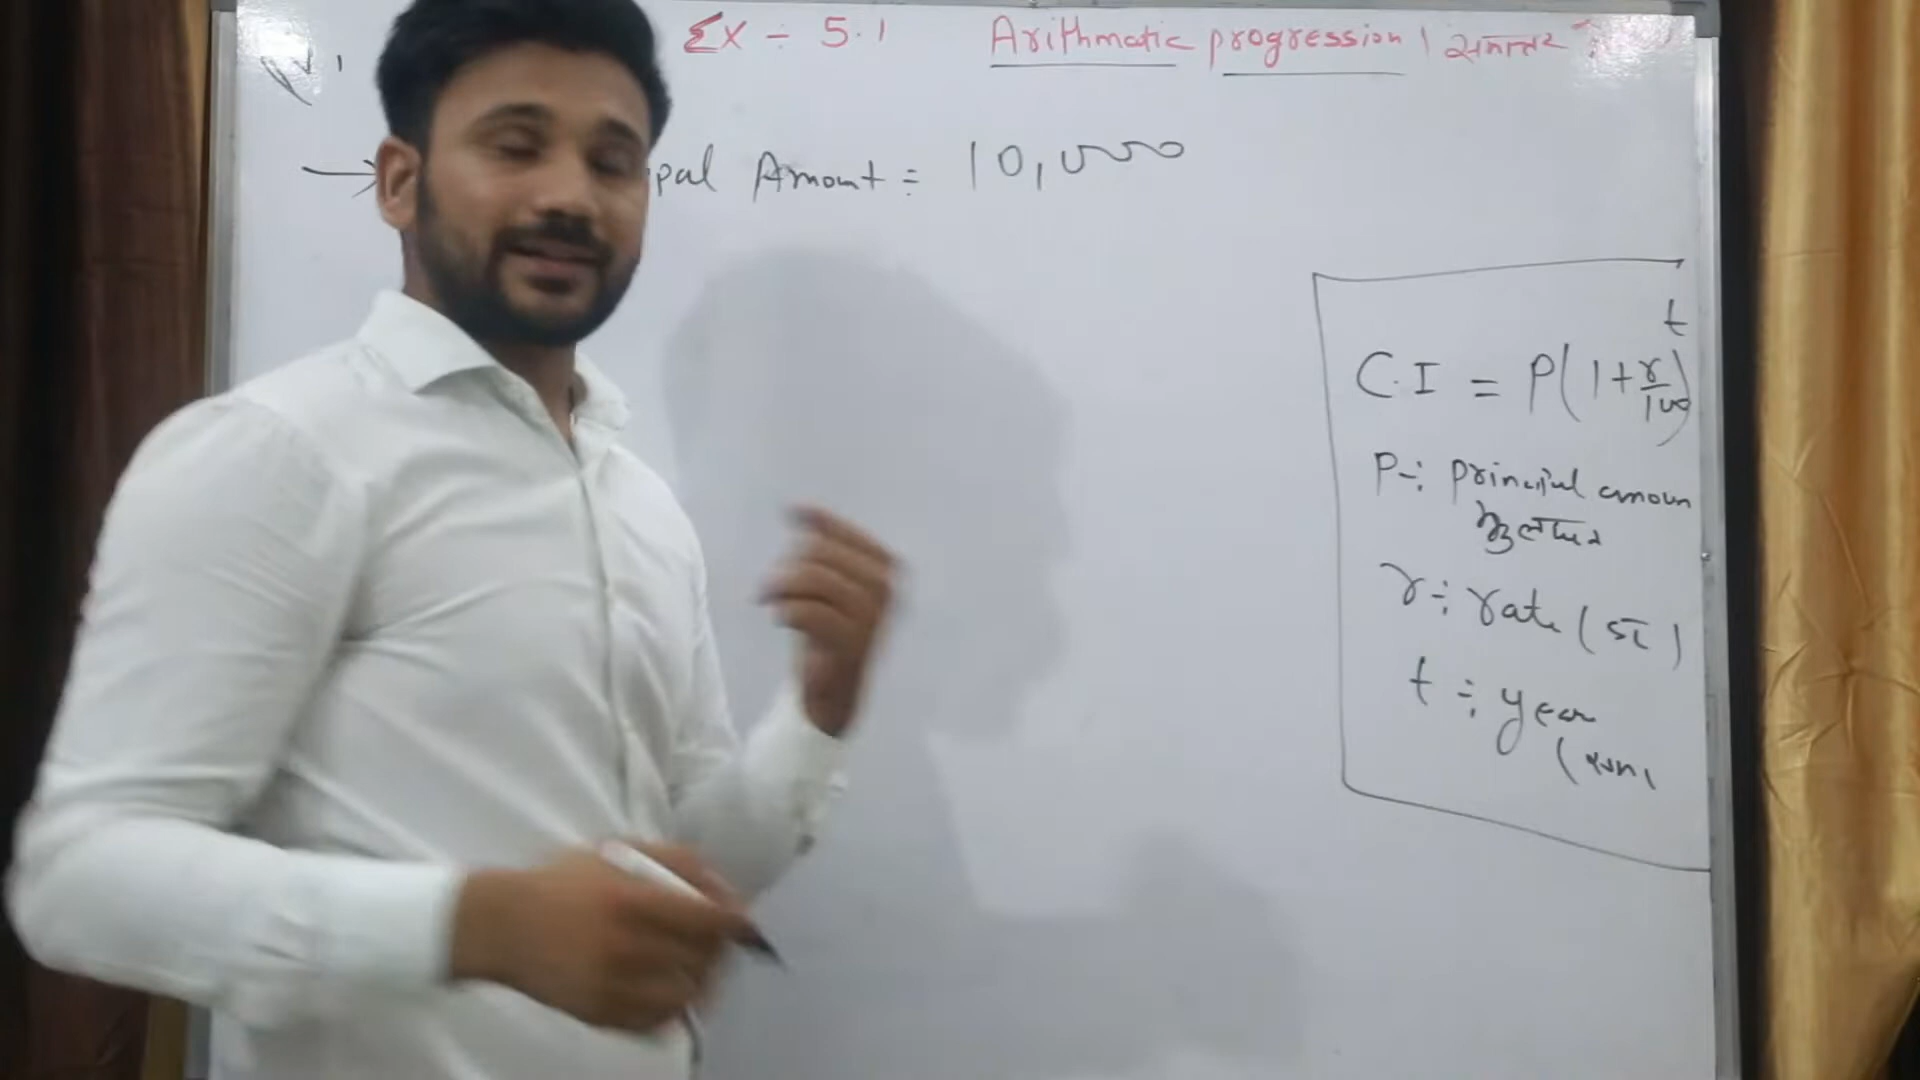 Ex ÷ 5.1 Arithmatic progression |
pal Amount = 10,000
t
C.I = P(1+r/100)
P-: principal amoun
r÷ rate (
t ÷ year